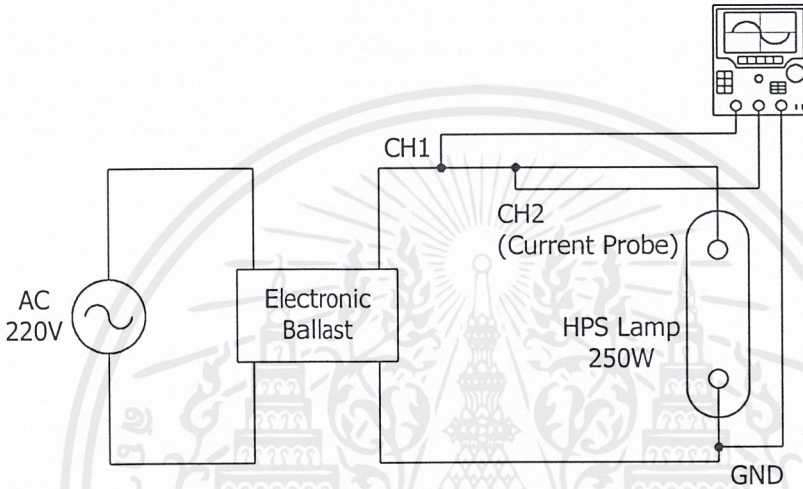 CH1
CH2
(Current Probe)
AC
220V
Electronic
Ballast
HPS Lamp
250W
GND